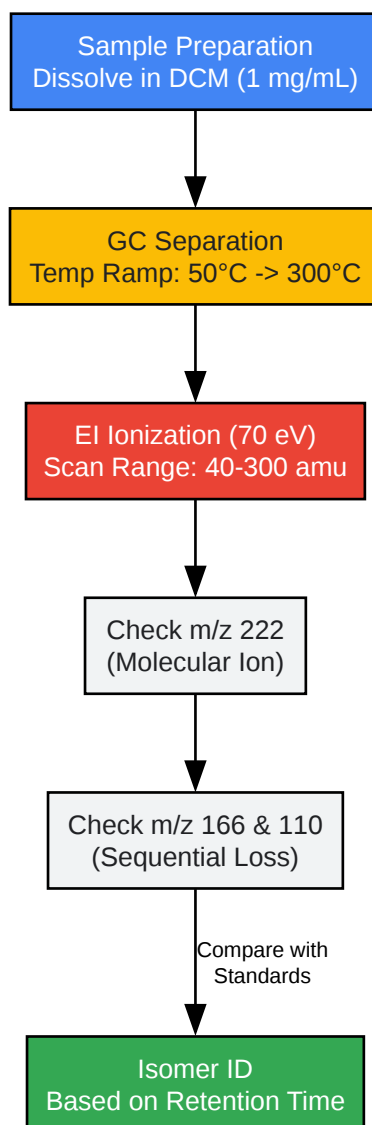 Sample Preparation
Dissolve in DCM (1 mg/mL)
GC Separation
Temp Ramp: 50°C -> 300°C
EI Ionization (70 eV)
Scan Range: 40-300 amu
Check m/z 222
(Molecular Ion)
Check m/z 166 & 110
(Sequential Loss)
Compare with
Standards
Isomer ID
Based on Retention Time